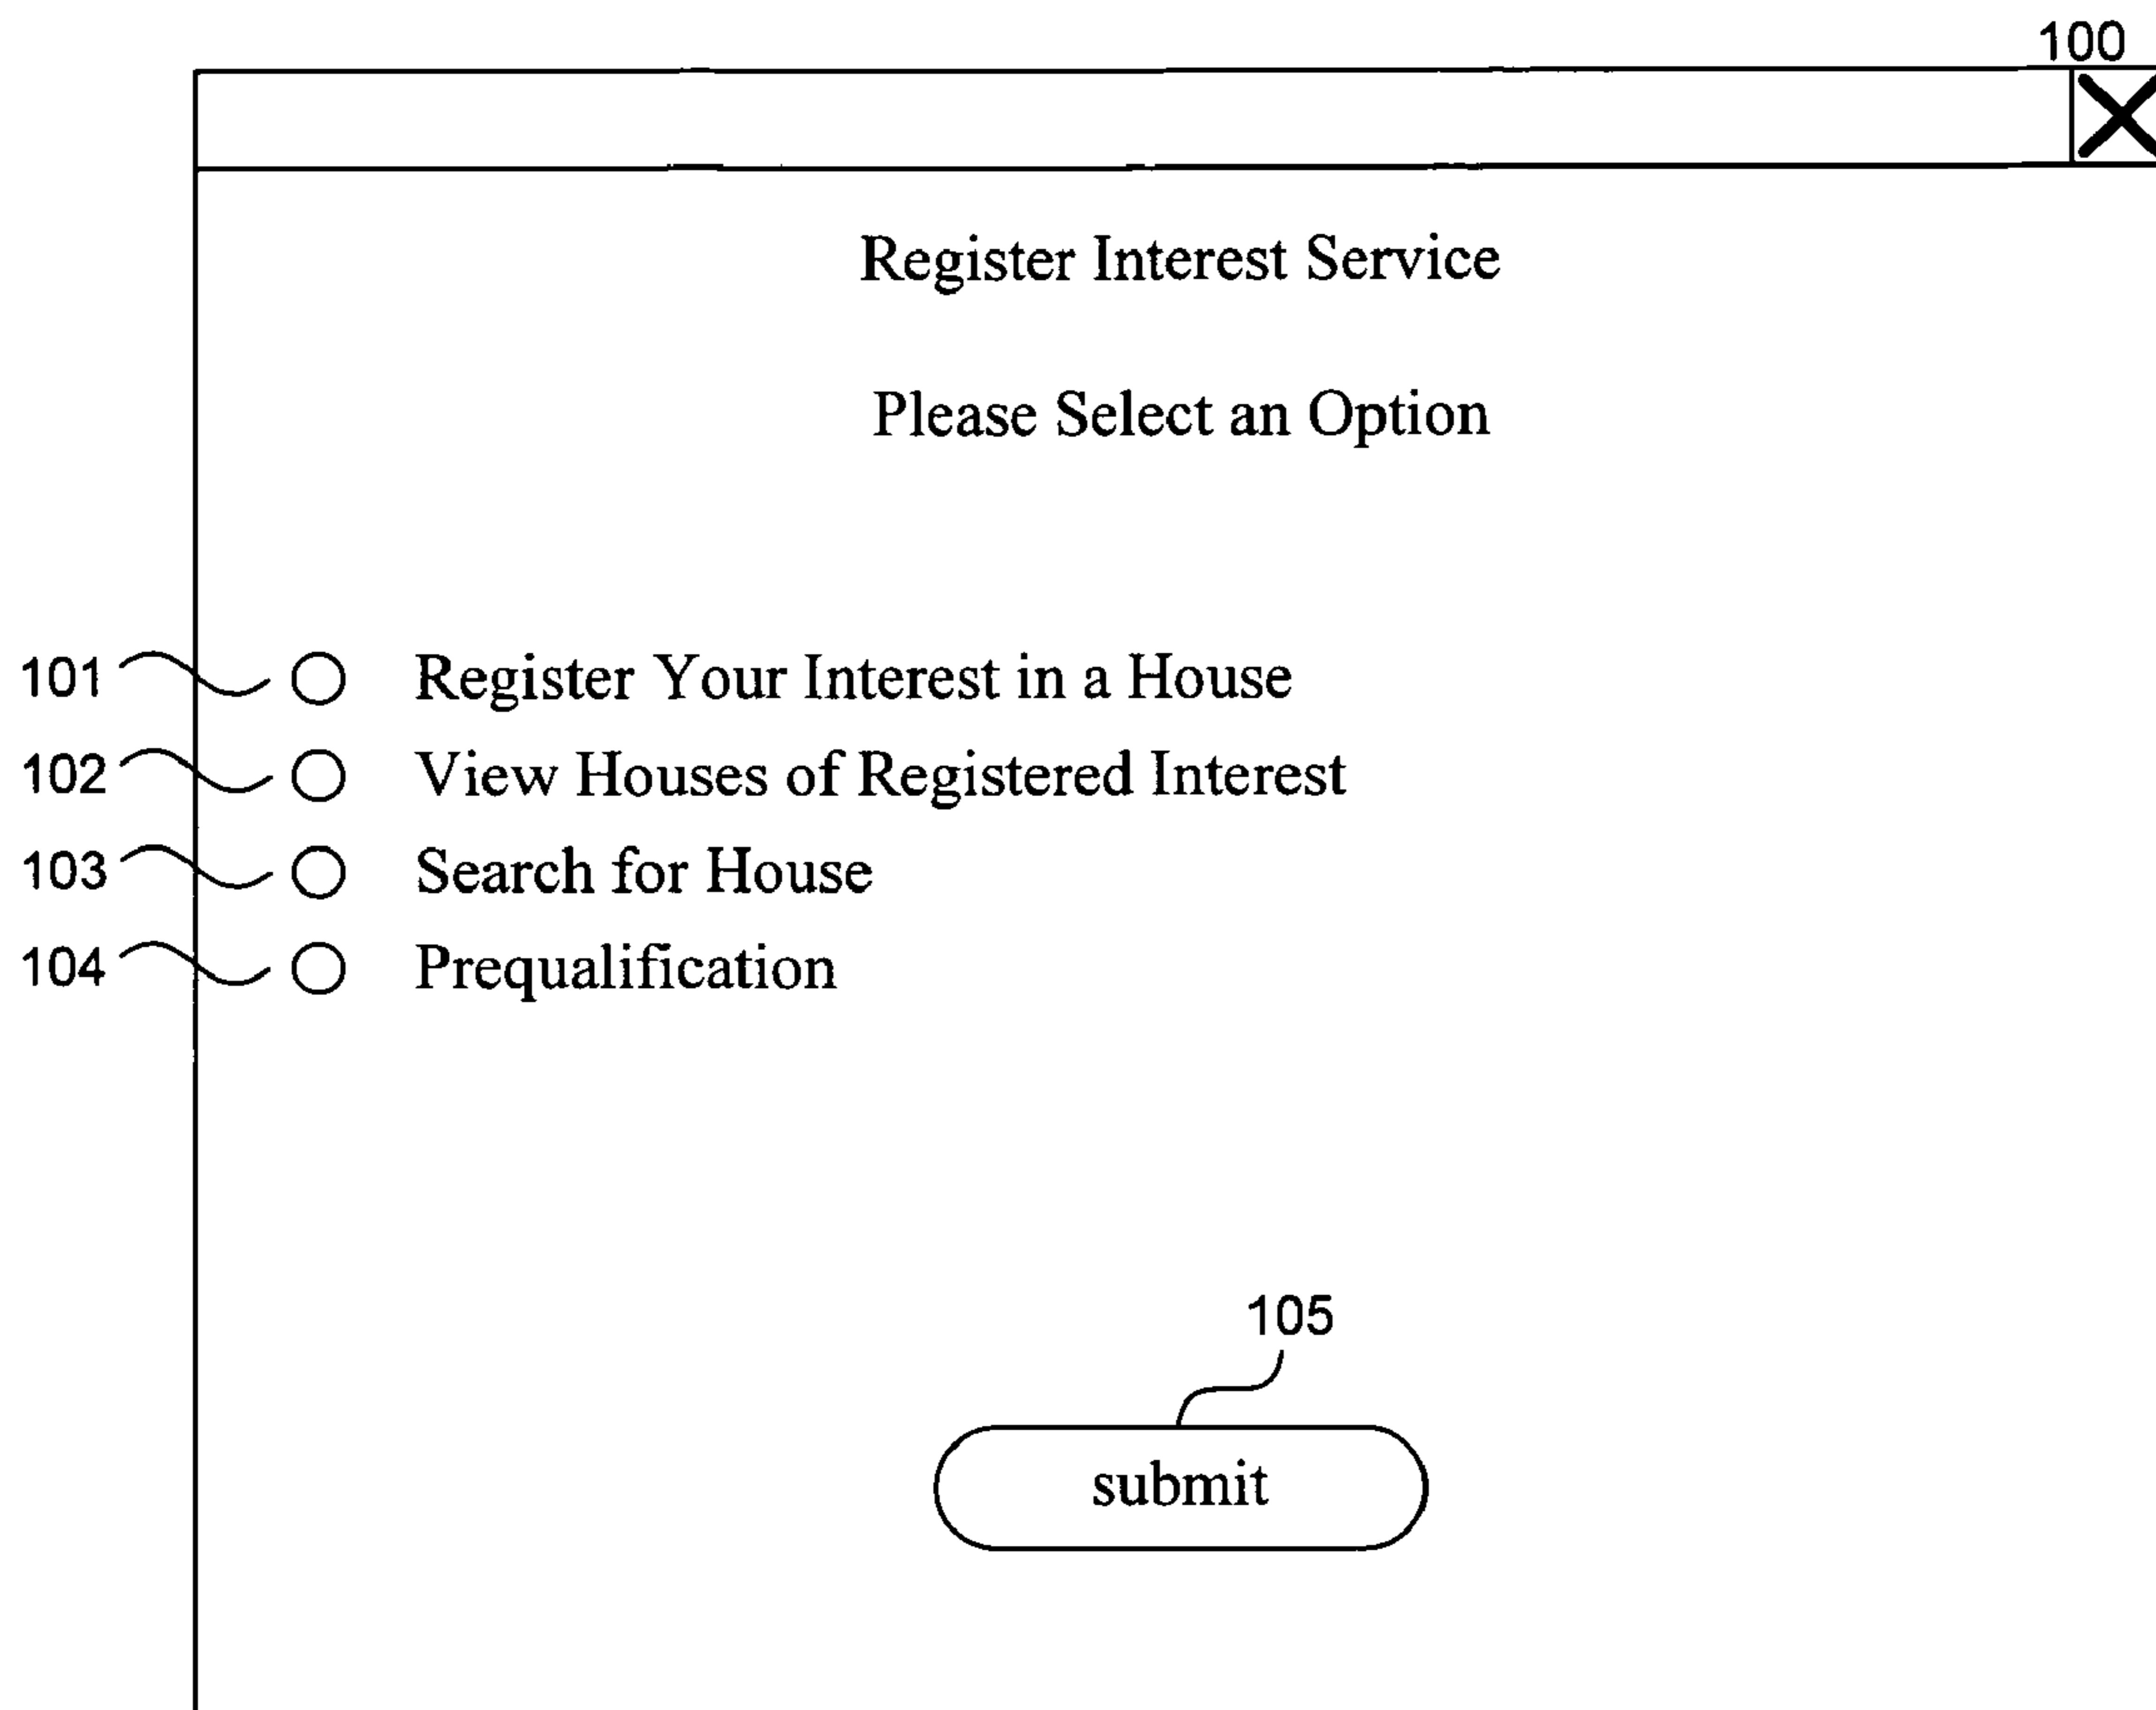 100
Register Interest Service
Please Select an Option
101 Register Your Interest in a House
102 View Houses of Registered Interest
103 Search for House
104 Prequalification
105
submit